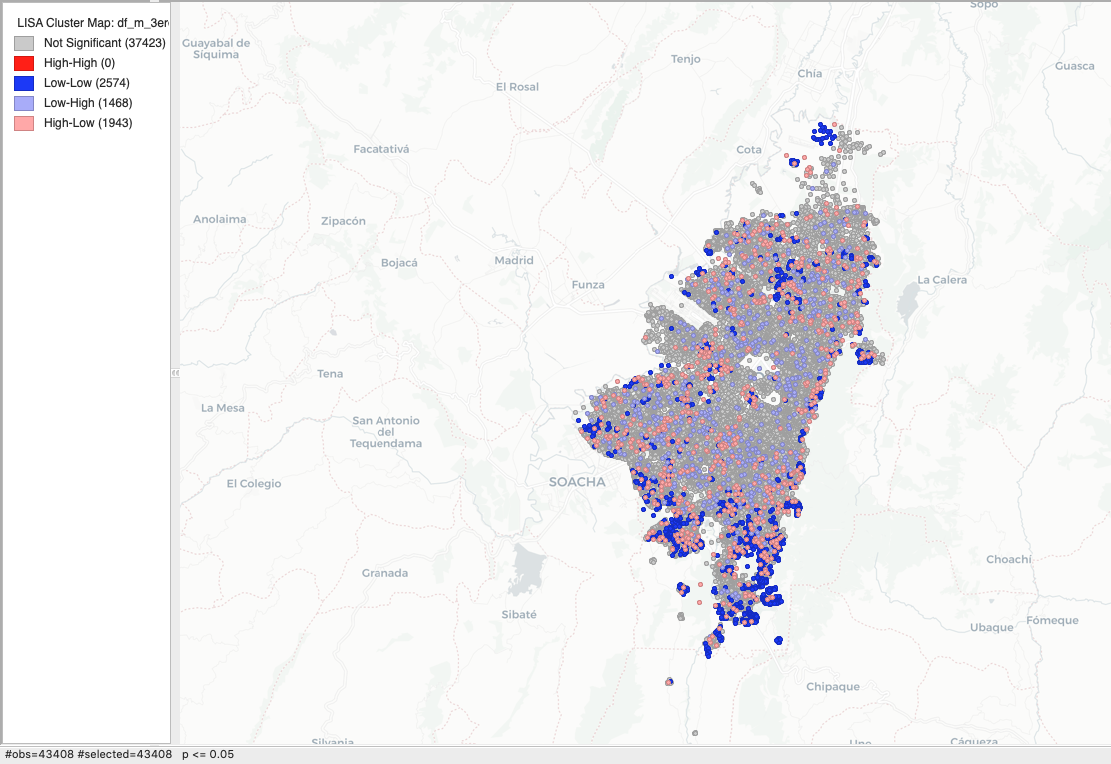 LISA Cluster Map: df_m_3er
Not Significant (37423)
High-High (0)
Low-Low (2574)
Low-High (1468)
High-Low (1943)
Sopó
Guayabal de
Síquima
Tenjo
Chía
Guasca
El Rosal
Facatativá
Cota
Anolaima
Zipacón
Bojacá
Madrid
Funza
La Calera
Tena
La Mesa
San Antonio
del
Tequendama
El Colegio
SOACHA
Choachí
Granada
Sibaté
Ubaque
Fómeque
Chipaque
Silvania
Une
Cáqueza
#obs=43408 #selected=43408 p <= 0.05